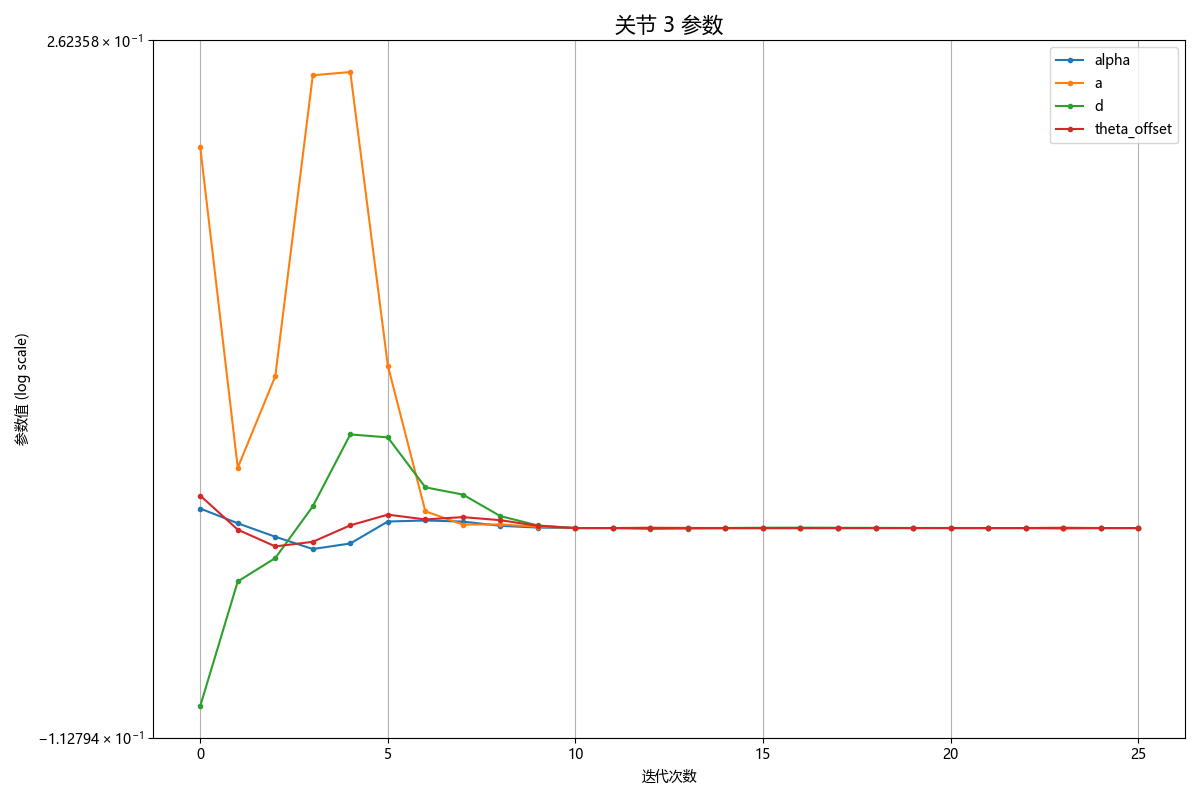 关节 3 参数
2.62358 × 10⁻¹
alpha
a
d
theta_offset
参数值 (log scale)
−1.12794 × 10⁻¹
0 5 10 15 20 25
迭代次数